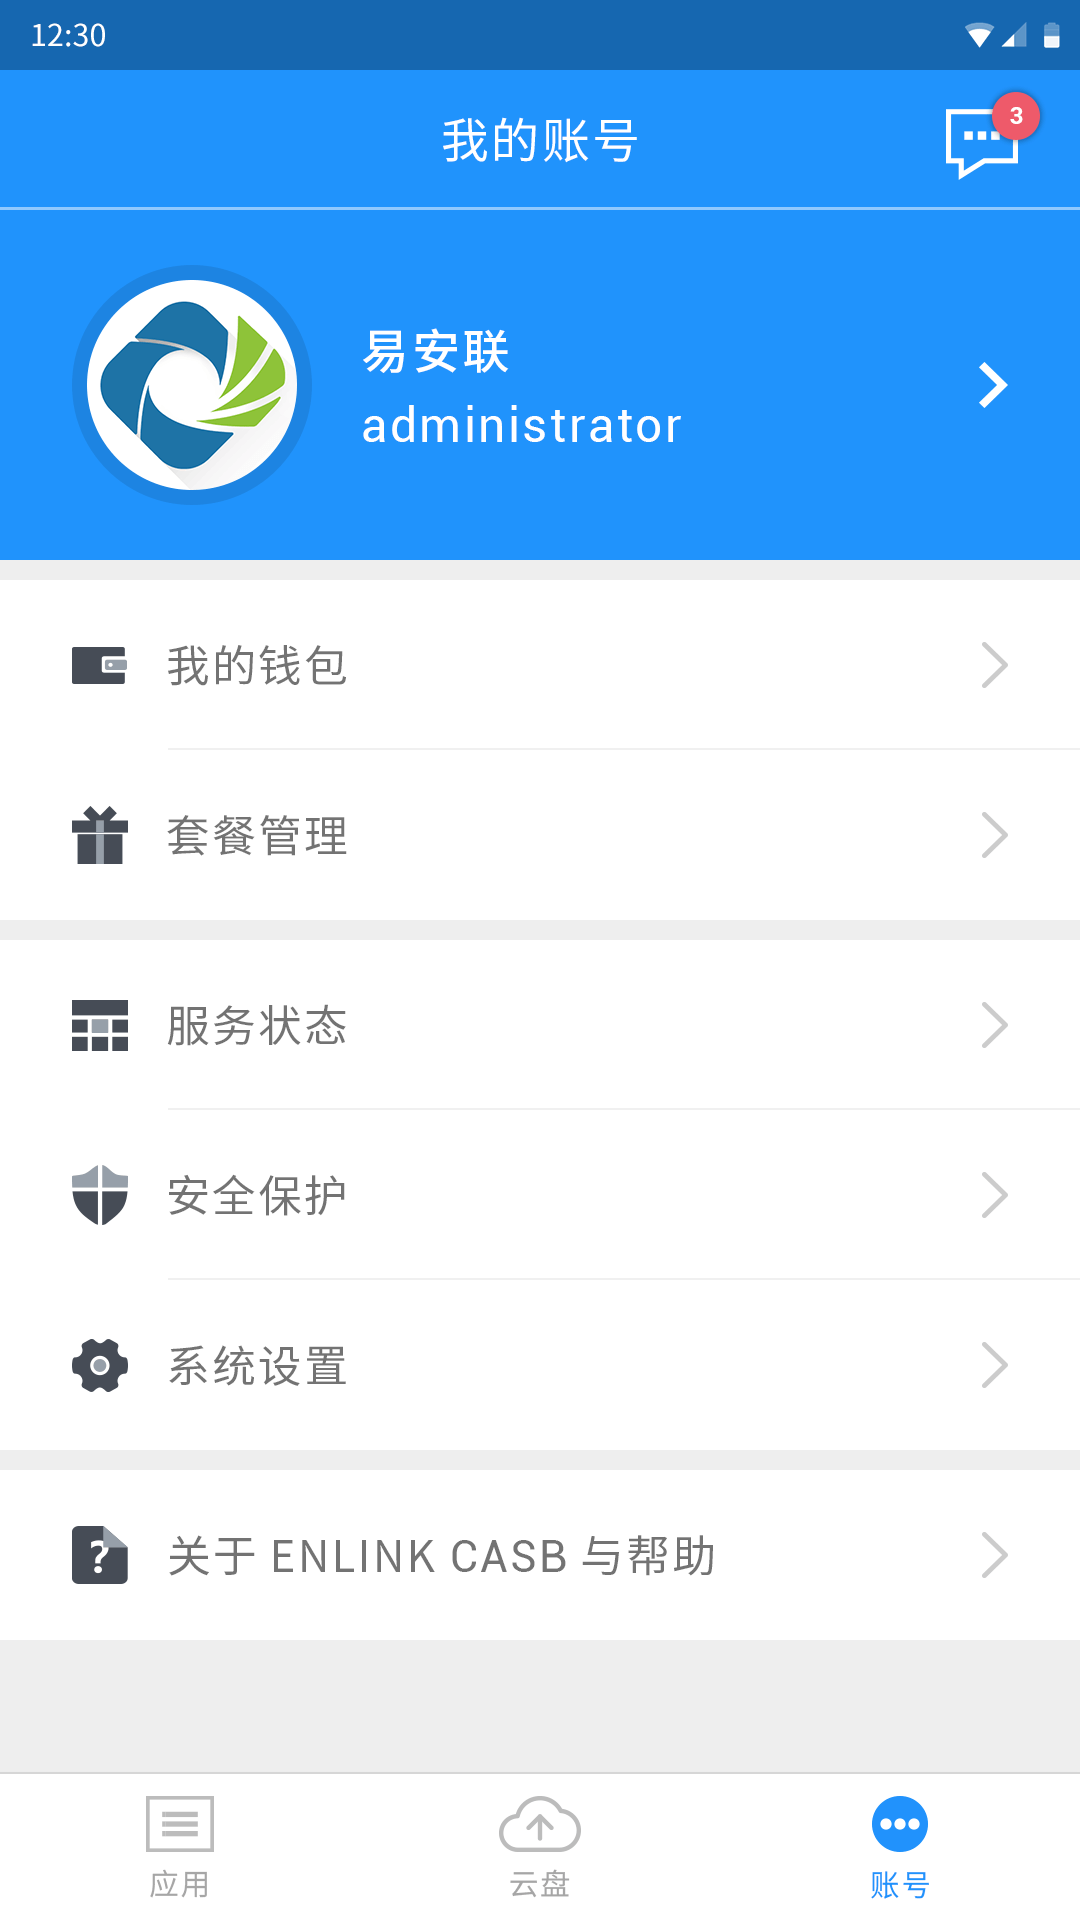 12:30
我的账号
3
易安联
administrator
我的钱包
套餐管理
服务状态
安全保护
系统设置
关于 ENLINK CASB 与帮助
应用
云盘
账号